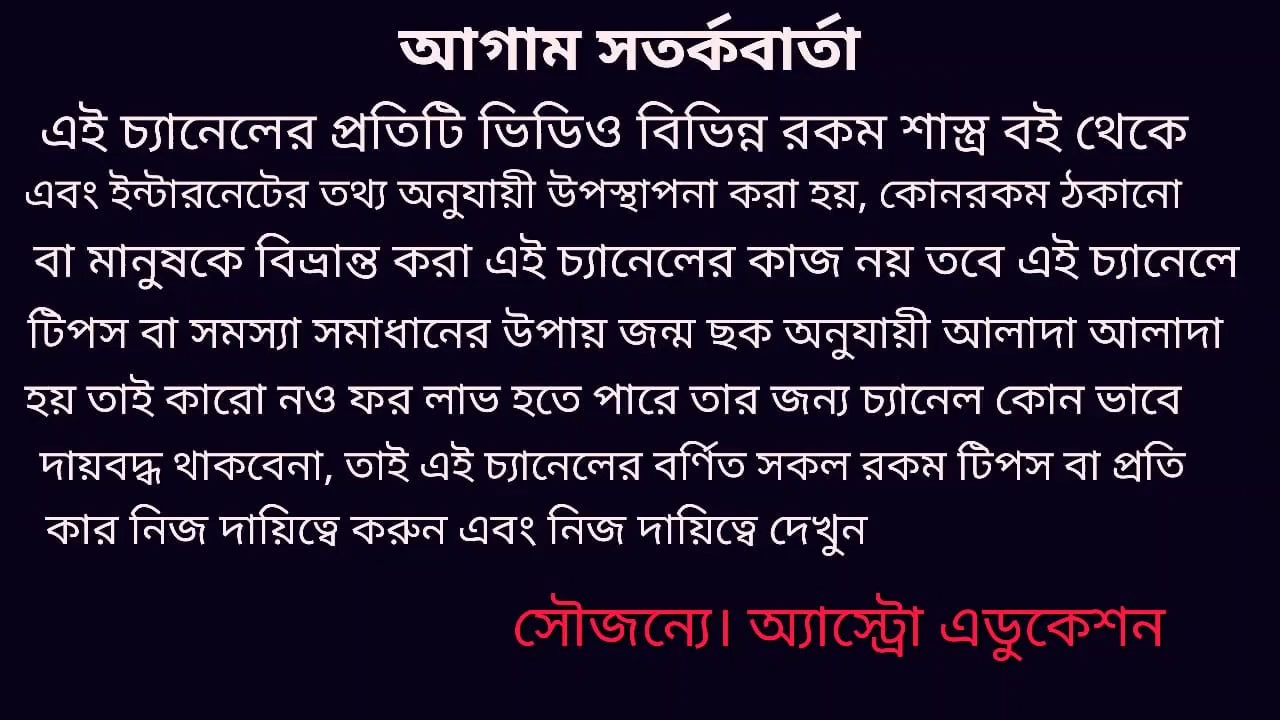 আগাম সতর্কবার্তা
এই চ্যানেলের প্রতিটি ভিডিও বিভিন্ন রকম শাস্ত্র বই থেকে
এবং ইন্টারনেটের তথ্য অনুযায়ী উপস্থাপনা করা হয়, কোনরকম ঠকানো
বা মানুষকে বিভ্রান্ত করা এই চ্যানেলের কাজ নয় তবে এই চ্যানেলে
টিপস বা সমস্যা সমাধানের উপায় জন্ম ছক অনুযায়ী আলাদা আলাদা
হয় তাই কারো নও ফর লাভ হতে পারে তার জন্য চ্যানেল কোন ভাবে
দায়বদ্ধ থাকবেনা, তাই এই চ্যানেলের বর্ণিত সকল রকম টিপস বা প্রতি
কার নিজ দায়িত্বে করুন এবং নিজ দায়িত্বে দেখুন
সৌজন্যে। অ্যাস্ট্রো এডুকেশন